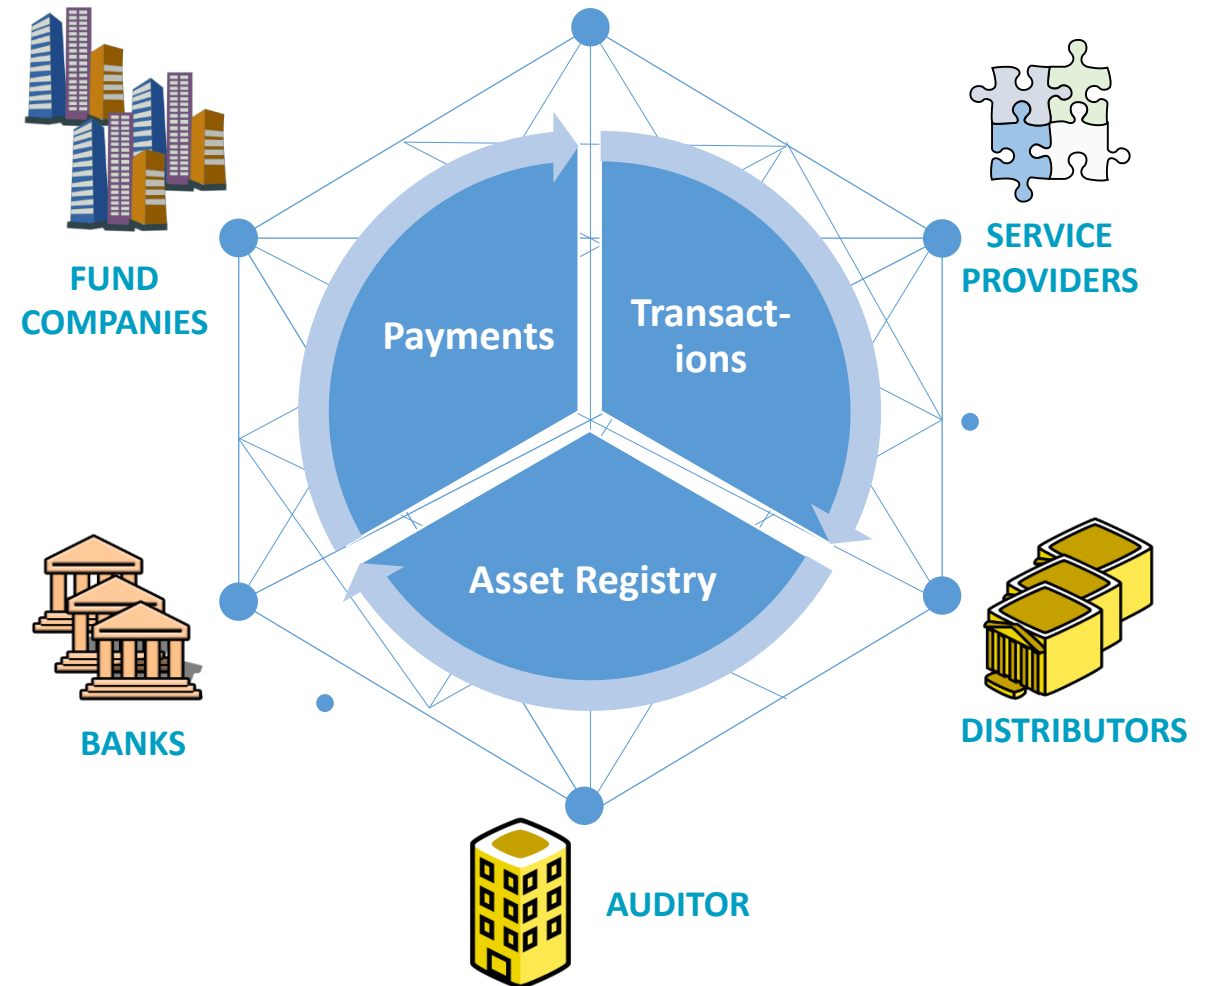 FUND
COMPANIES
SERVICE
PROVIDERS
Payments
Transact-
ions
Asset Registry
BANKS
DISTRIBUTORS
AUDITOR